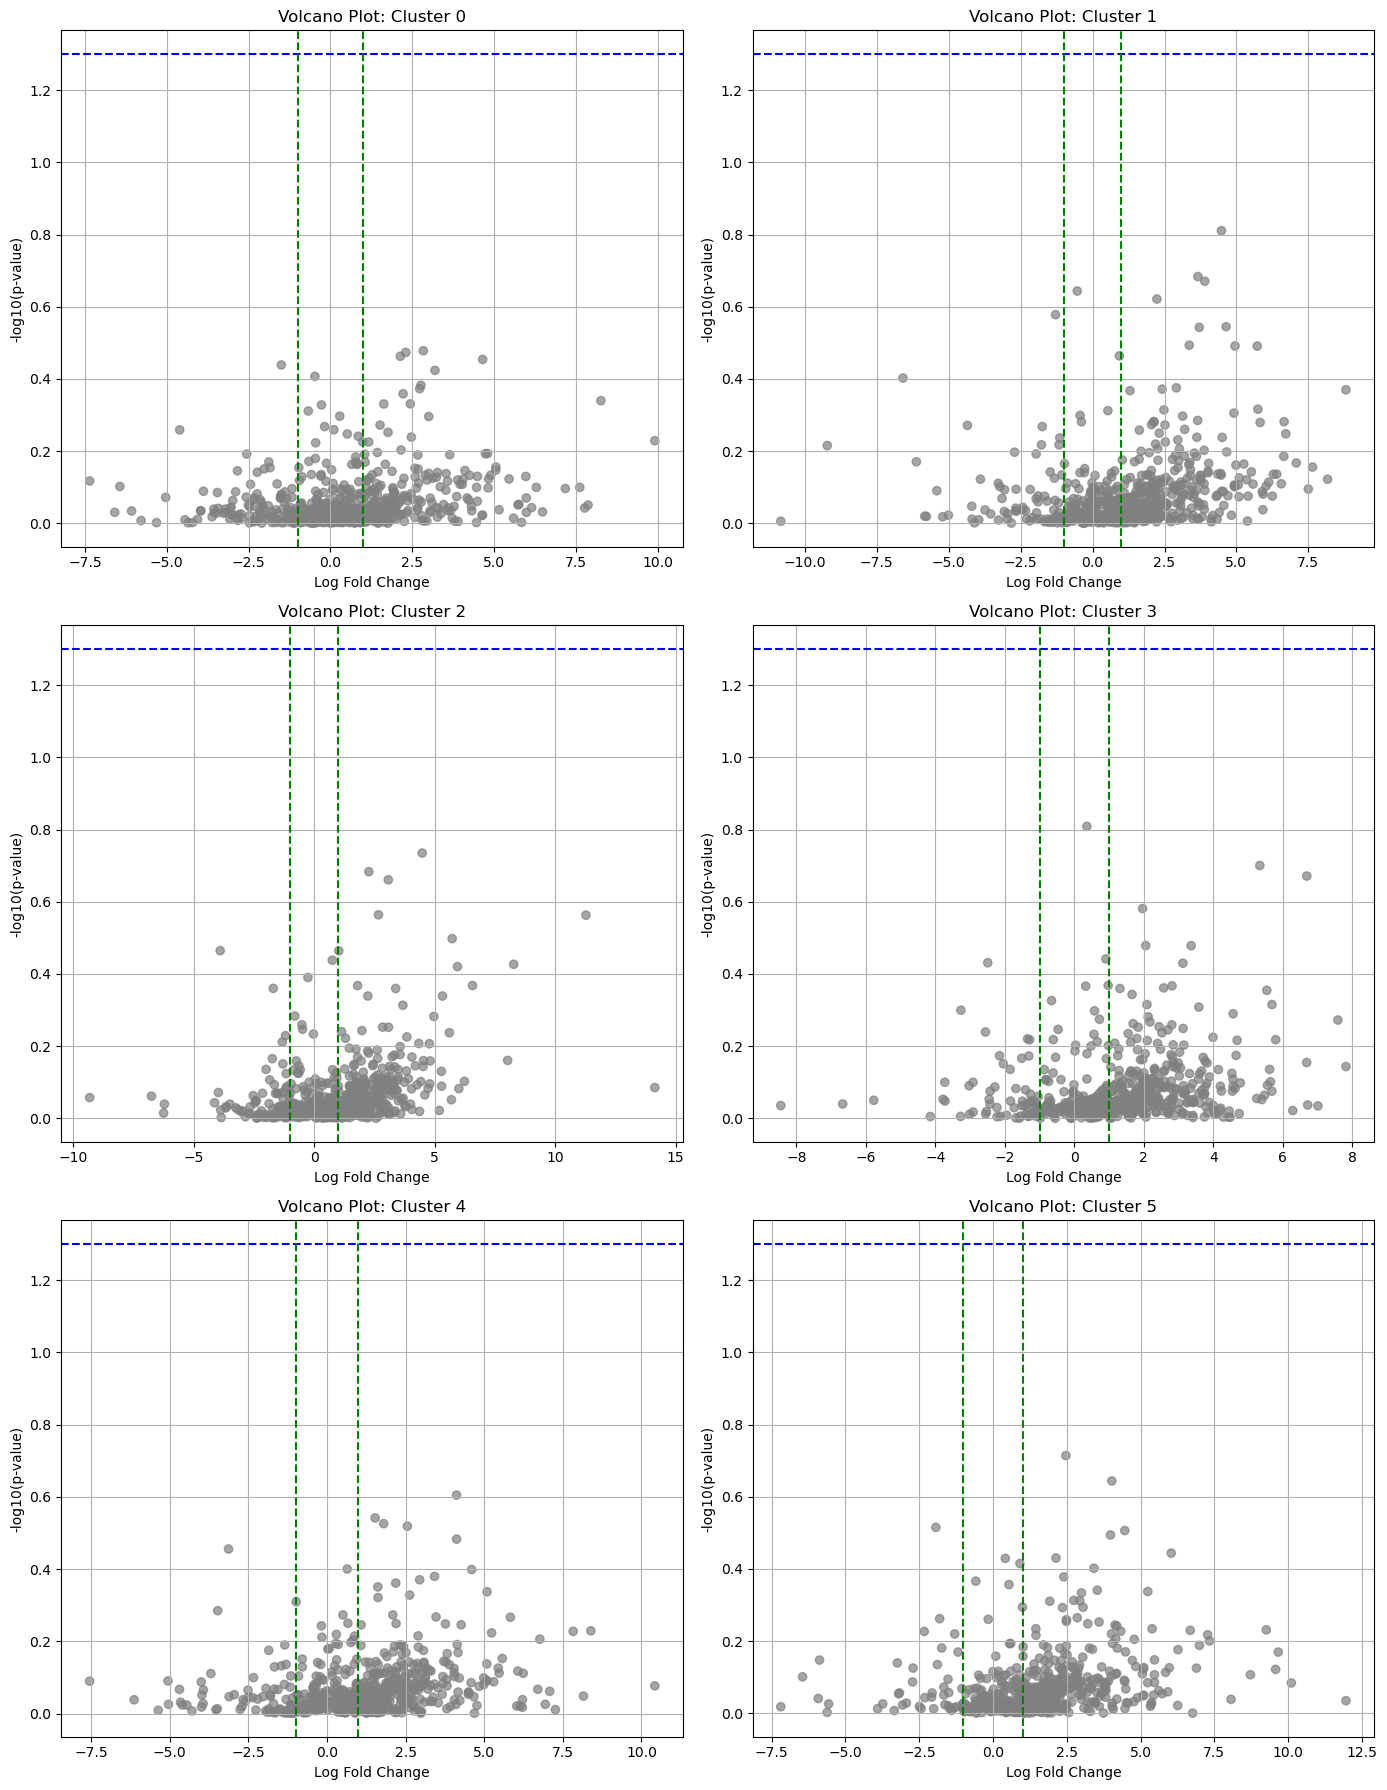 Volcano Plot: Cluster 0
-log10(p-value)
1.2
1.0
0.8
0.6
0.4
0.2
0.0
−7.5 −5.0 −2.5 0.0 2.5 5.0 7.5 10.0
Log Fold Change
Volcano Plot: Cluster 1
-log10(p-value)
1.2
1.0
0.8
0.6
0.4
0.2
0.0
−10.0 −7.5 −5.0 −2.5 0.0 2.5 5.0 7.5
Log Fold Change
Volcano Plot: Cluster 2
-log10(p-value)
1.2
1.0
0.8
0.6
0.4
0.2
0.0
−10 −5 0 5 10 15
Log Fold Change
Volcano Plot: Cluster 3
-log10(p-value)
1.2
1.0
0.8
0.6
0.4
0.2
0.0
−8 −6 −4 −2 0 2 4 6 8
Log Fold Change
Volcano Plot: Cluster 4
-log10(p-value)
1.2
1.0
0.8
0.6
0.4
0.2
0.0
−7.5 −5.0 −2.5 0.0 2.5 5.0 7.5 10.0
Log Fold Change
Volcano Plot: Cluster 5
-log10(p-value)
1.2
1.0
0.8
0.6
0.4
0.2
0.0
−7.5 −5.0 −2.5 0.0 2.5 5.0 7.5 10.0 12.5
Log Fold Change